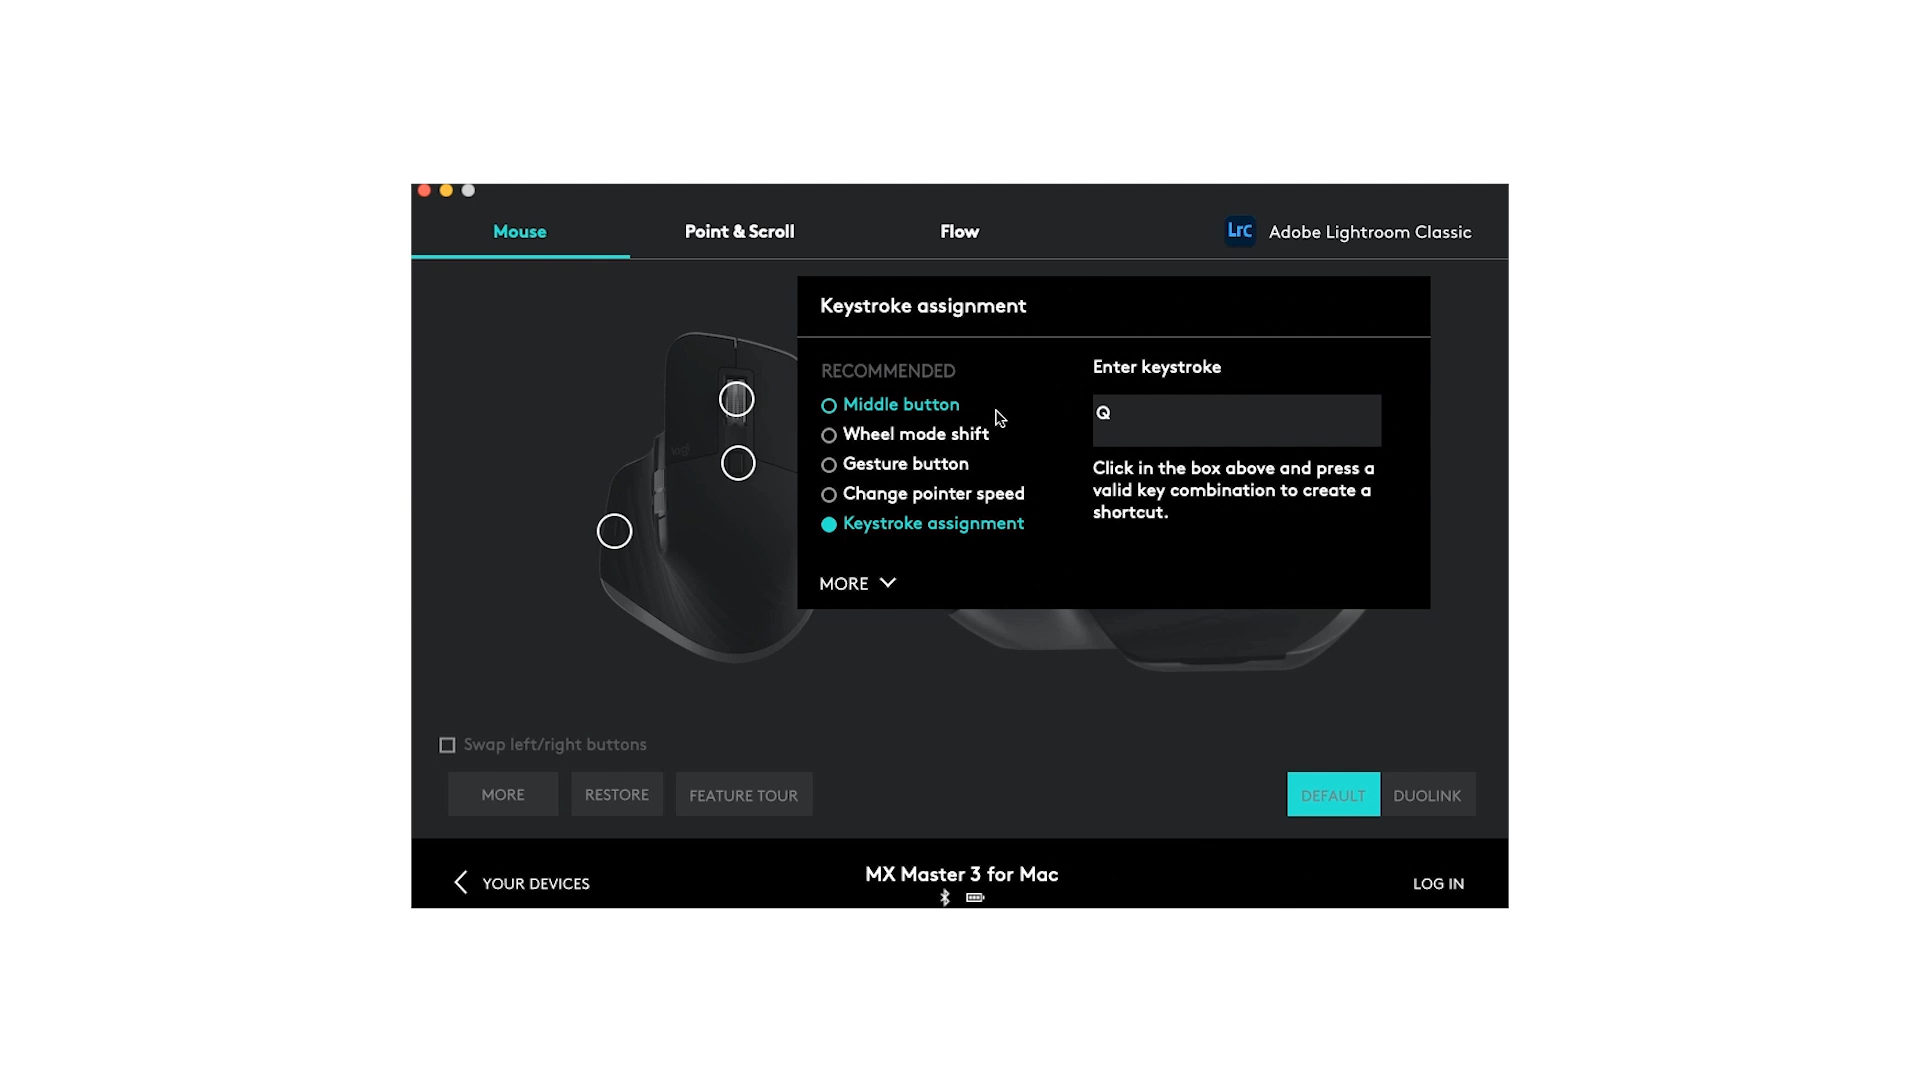 Mouse
Point & Scroll
Flow
Lrc
Adobe Lightroom Classic
Keystroke assignment
RECOMMENDED
Middle button
Wheel mode shift
Gesture button
Change pointer speed
Keystroke assignment
MORE
Enter keystroke
Q
Click in the box above and press a
valid key combination to create a
shortcut.
logi
Swap left/right buttons
MORE
RESTORE
FEATURE TOUR
DEFAULT
DUOLINK
YOUR DEVICES
MX Master 3 for Mac
LOG IN